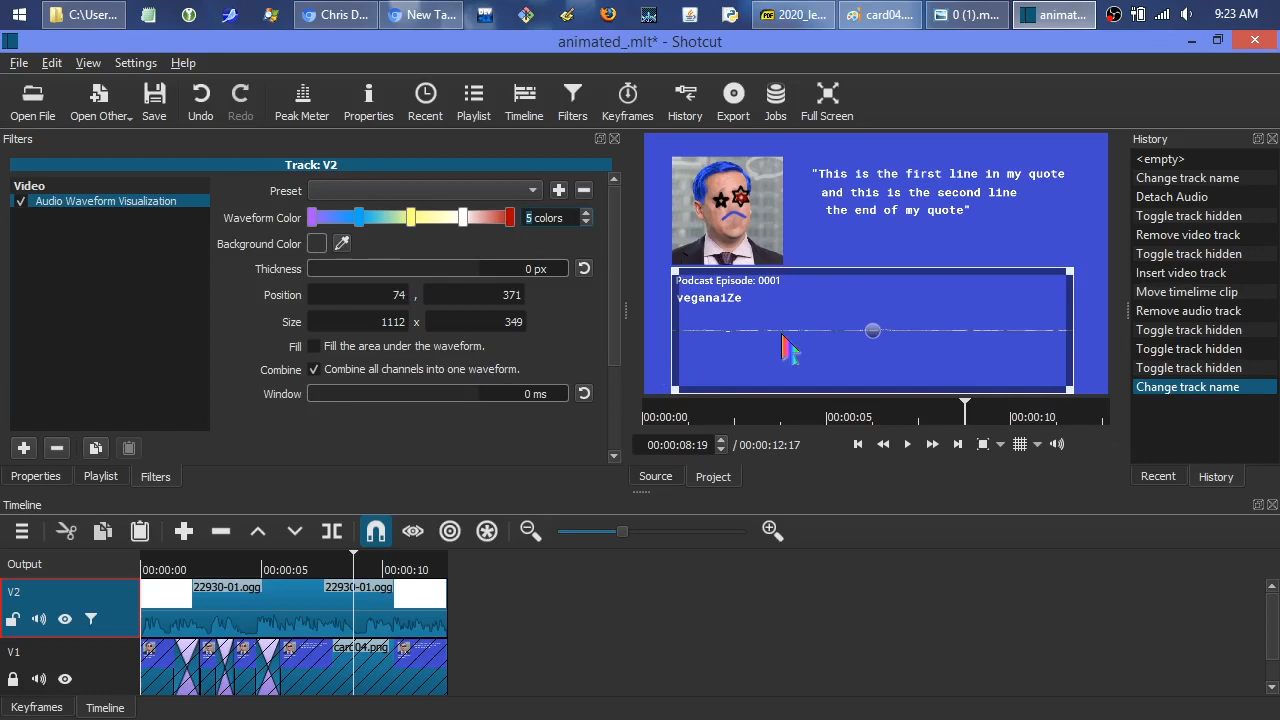 C:\User...
Chris D...
New Ta...
2020_le...
card04....
0 (1).m...
animat...
9:23 AM
animated_.mlt* - Shotcut
File
Edit
View
Player
Settings
Help
Open File
Open Other
Save
Undo
Redo
Peak Meter
Properties
Recent
Playlist
Timeline
Filters
Keyframes
History
Export
Jobs
Full Screen
Filters
Track: V2
Video
Audio Waveform Visualization
Preset
Waveform Color
5 colors
Background Color
Thickness
0 px
Position
74 , 371
Size
1112 x 349
Fill
Fill the area under the waveform.
Combine
Combine all channels into one waveform.
Window
0 ms
Properties
Playlist
Filters
"This is the first line in my quote
and this is the second line
the end of my quote"
Podcast Episode: 0001
veganaiZe
00:00:00
00:00:05
00:00:10
00:00:08:19 / 00:00:12:17
Source
Project
History
<empty>
Change track name
Detach Audio
Toggle track hidden
Remove video track
Toggle track hidden
Insert video track
Move timelime clip
Remove audio track
Toggle track hidden
Toggle track hidden
Toggle track hidden
Change track name
Recent
History
Timeline
Output
00:00:00
00:00:05
00:00:10
V2
22930-01.ogg
22930-01.ogg
V1
card04.png
Keyframes
Timeline